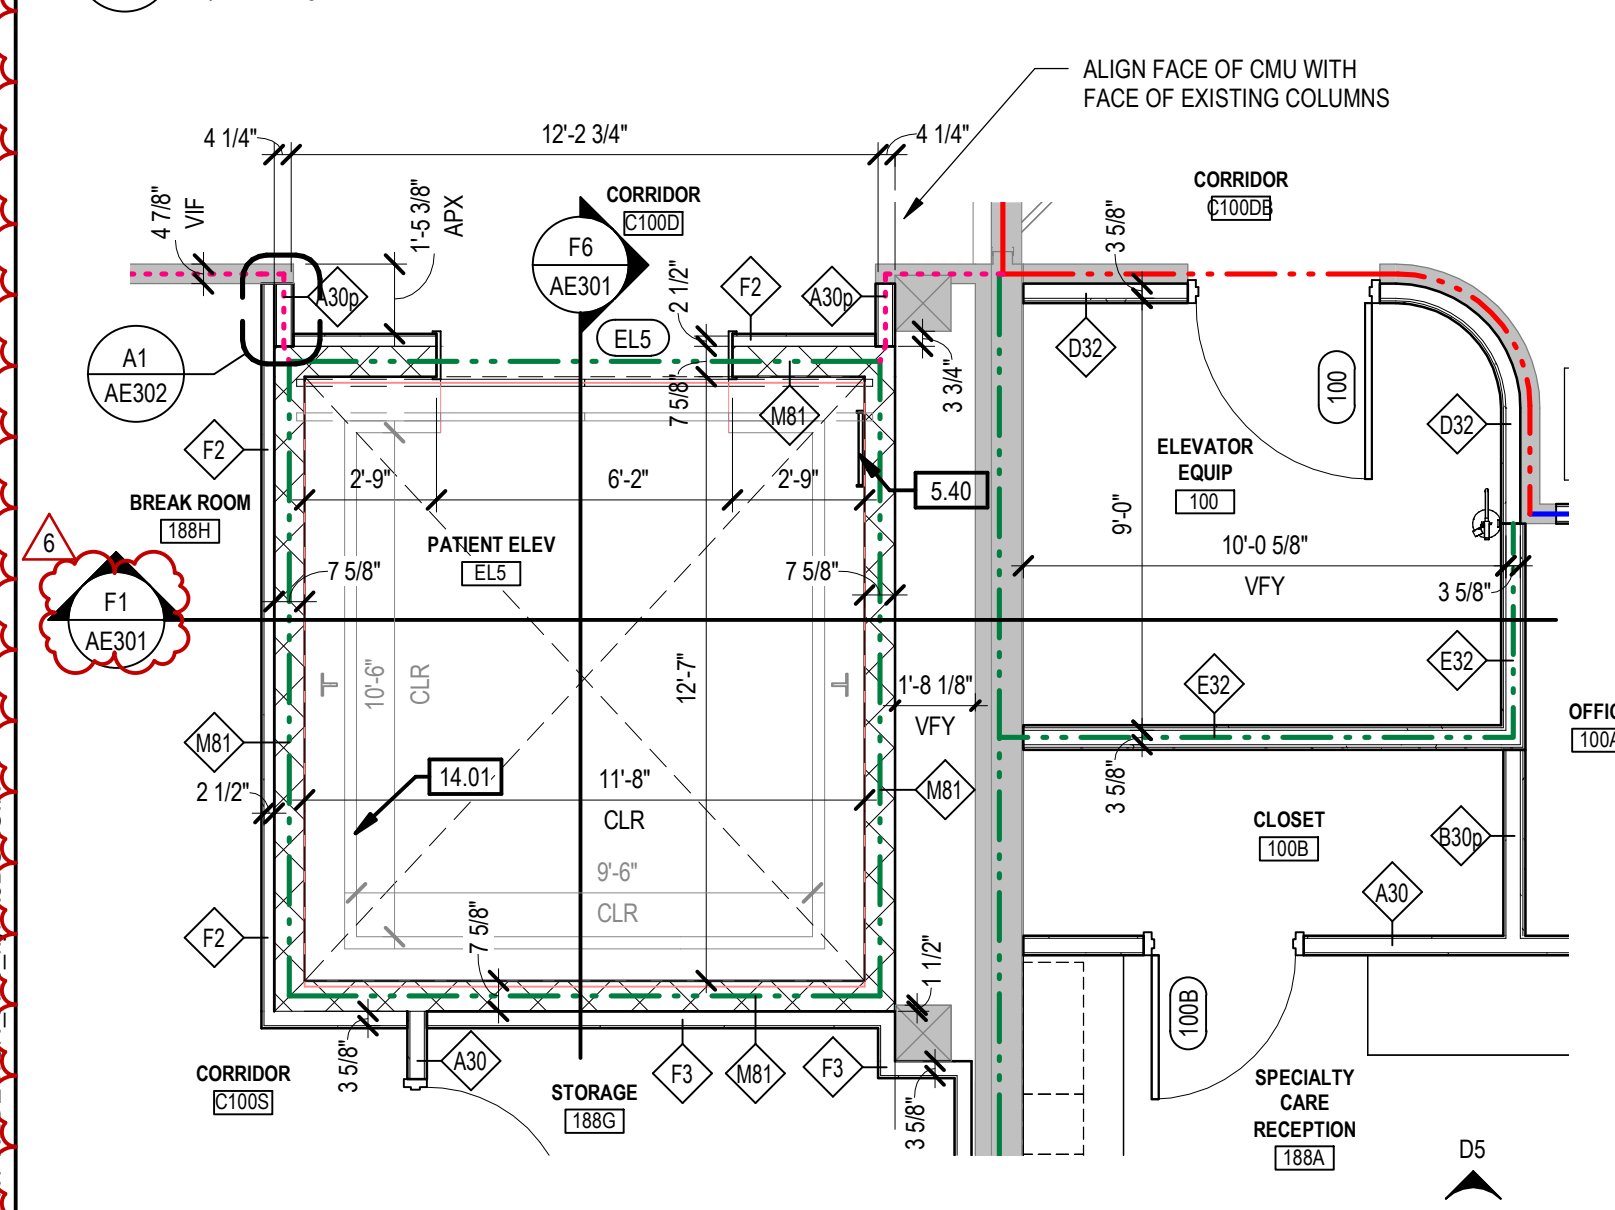 ALIGN FACE OF CMU WITH
FACE OF EXISTING COLUMNS
4 1/4"
12'-2 3/4"
4 1/4"
4 7/8"
VIF
1'-5 3/8"
APX
CORRIDOR
C100D
F6
AE301
CORRIDOR
C100DB
3 5/8"
A30p
2 1/2"
F2
A30p
EL5
D32
A1
AE302
7 5/8"
M81
3 3/4"
100
D32
F2
2'-9"
6'-2"
2'-9"
5.40
ELEVATOR
EQUIP
100
9'-0"
BREAK ROOM
188H
6
F1
AE301
PATIENT ELEV
EL5
7 5/8"
7 5/8"
10'-0 5/8"
VFY
3 5/8"
10'-6"
CLR
12'-7"
1'-8 1/8"
VFY
E32
E32
OFFIC
100A
M81
2 1/2"
14.01
11'-8"
CLR
M81
3 5/8"
CLOSET
100B
B30p
9'-6"
CLR
A30
F2
7 5/8"
1 1/2"
100B
3 5/8"
A30
F3
M81
F3
3 5/8"
CORRIDOR
C100S
STORAGE
188G
SPECIALTY
CARE
RECEPTION
188A
D5